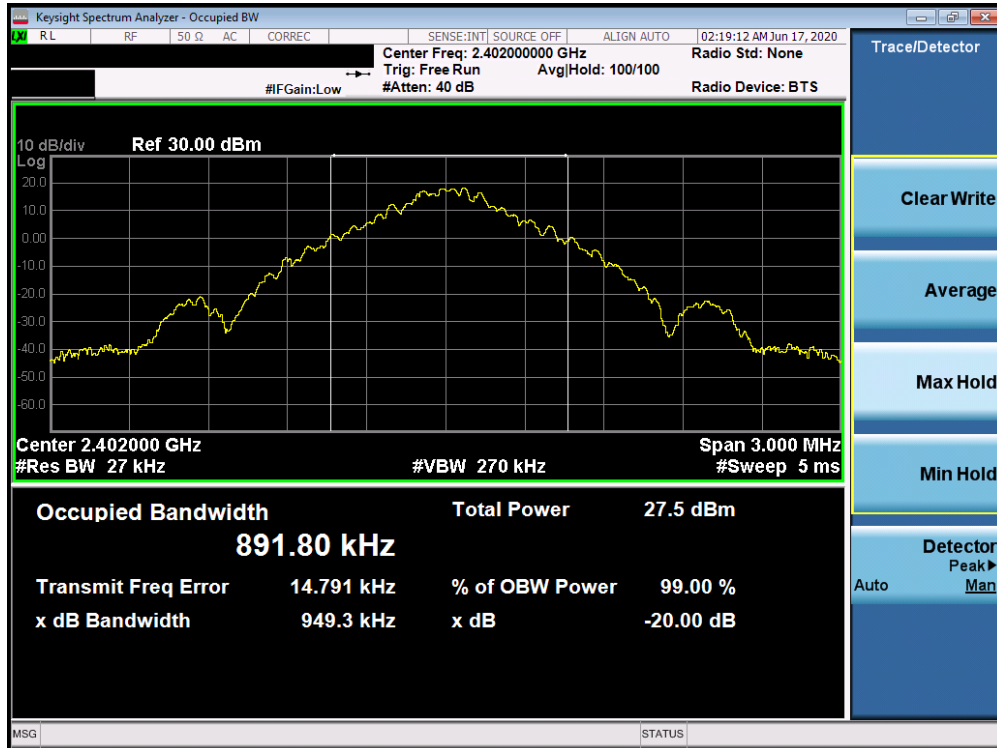 Keysight Spectrum Analyzer - Occupied BW
LXI RL RF 50 Ω AC CORREC SENSE:INT SOURCE OFF ALIGN AUTO 02:19:12 AM Jun 17, 2020
Center Freq: 2.402000000 GHz Radio Std: None
Trig: Free Run Avg|Hold: 100/100
#IFGain:Low #Atten: 40 dB Radio Device: BTS
10 dB/div Ref 30.00 dBm
Log
20.0
10.0
0.00
-10.0
-20.0
-30.0
-40.0
-50.0
-60.0
Center 2.402000 GHz Span 3.000 MHz
#Res BW 27 kHz #VBW 270 kHz #Sweep 5 ms
Occupied Bandwidth Total Power 27.5 dBm
891.80 kHz
Transmit Freq Error 14.791 kHz % of OBW Power 99.00 %
x dB Bandwidth 949.3 kHz x dB -20.00 dB
MSG STATUS
Trace/Detector
Clear Write
Average
Max Hold
Min Hold
Detector
Peak▶
Auto Man